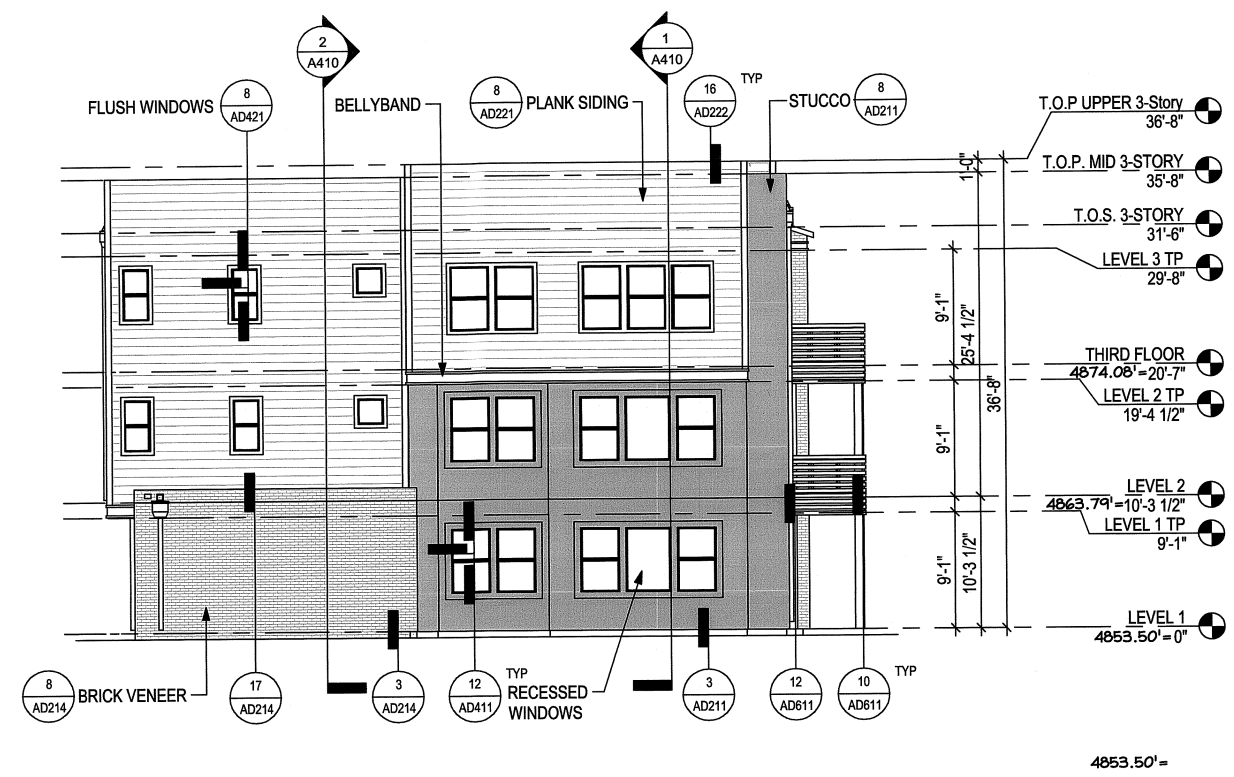 2
A410
1
A410
FLUSH WINDOWS
8
AD421
BELLYBAND
8
AD221
PLANK SIDING
16
AD222
TYP
STUCCO
8
AD211
T.O.P UPPER 3-Story
36'-8"
T.O.P. MID 3-STORY
35'-8"
T.O.S. 3-STORY
31'-6"
LEVEL 3 TP
29'-8"
THIRD FLOOR
4874.08'=20'-7"
LEVEL 2 TP
19'-4 1/2"
LEVEL 2
4863.79'=10'-3 1/2"
LEVEL 1 TP
9'-1"
LEVEL 1
4853.50'=0"
1'-0"
9'-1"
25'-4 1/2"
36'-8"
9'-1"
9'-1"
10'-3 1/2"
8
AD214
BRICK VENEER
17
AD214
3
AD214
12
AD411
TYP
RECESSED
WINDOWS
3
AD211
12
AD611
10
AD611
TYP
4853.50'=